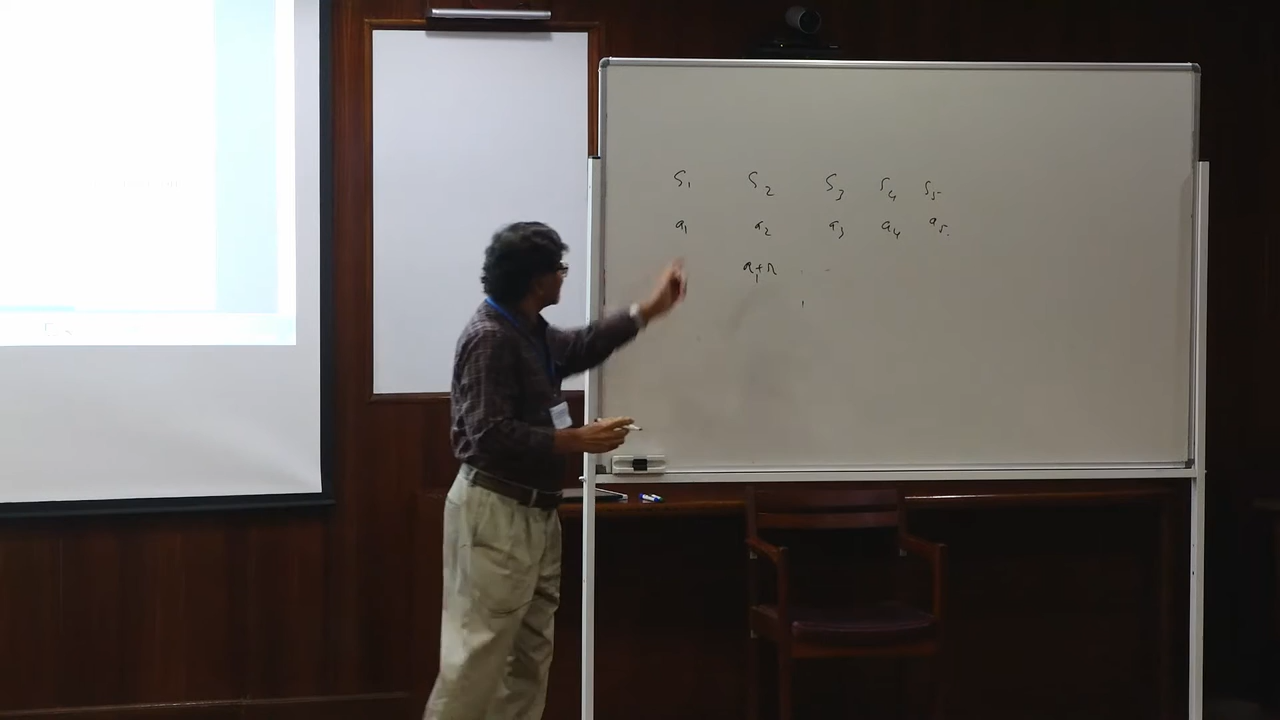 S₁ S₂ S₃ S₄ S₅
a₁ a₂ a₃ a₄ a₅.
a₁+r